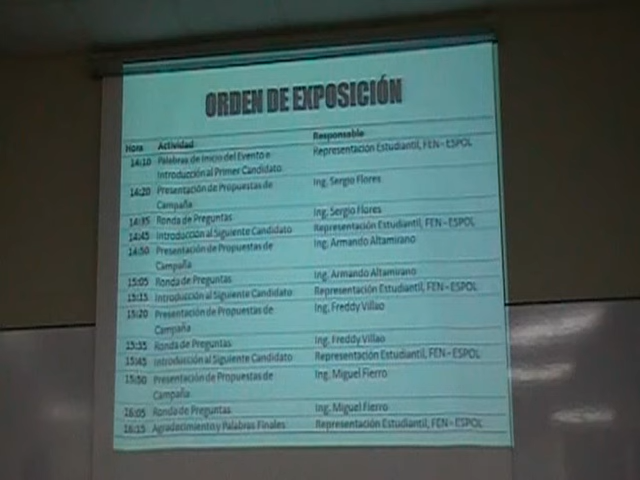 ORDEN DE EXPOSICIÓN
Hora Actividad Responsable
14:10 Palabras de Inicio del Evento e Representación Estudiantil, FEN - ESPOL
Introducción al Primer Candidato
14:20 Presentación de Propuestas de Ing. Sergio Flores
Campaña
14:35 Ronda de Preguntas Ing. Sergio Flores
14:45 Introducción al Siguiente Candidato Representación Estudiantil, FEN - ESPOL
14:50 Presentación de Propuestas de Ing. Armando Altamirano
Campaña
15:05 Ronda de Preguntas Ing. Armando Altamirano
15:15 Introducción al Siguiente Candidato Representación Estudiantil, FEN - ESPOL
15:20 Presentación de Propuestas de Ing. Freddy Villao
Campaña
15:35 Ronda de Preguntas Ing. Freddy Villao
15:45 Introducción al Siguiente Candidato Representación Estudiantil, FEN - ESPOL
15:50 Presentación de Propuestas de Ing. Miguel Fierro
Campaña
16:05 Ronda de Preguntas Ing. Miguel Fierro
16:15 Agradecimiento y Palabras Finales Representación Estudiantil, FEN - ESPOL